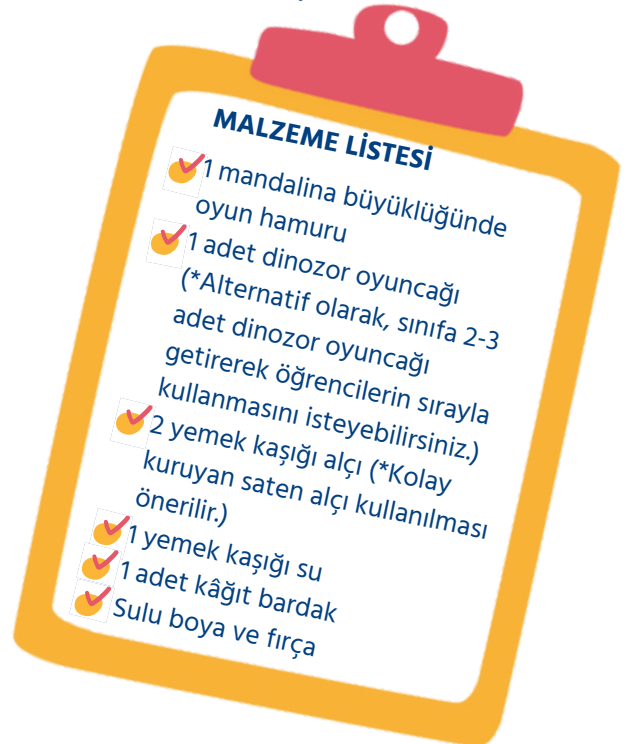 MALZEME LİSTESİ
1 mandalina büyüklüğünde
oyun hamuru
1 adet dinozor oyuncağı
(*Alternatif olarak, sınıfa 2-3
adet dinozor oyuncağı
getirerek öğrencilerin sırayla
kullanmasını isteyebilirsiniz.)
2 yemek kaşığı alçı (*Kolay
kuruyan saten alçı kullanılması
önerilir.)
1 yemek kaşığı su
1 adet kâğıt bardak
Sulu boya ve fırça